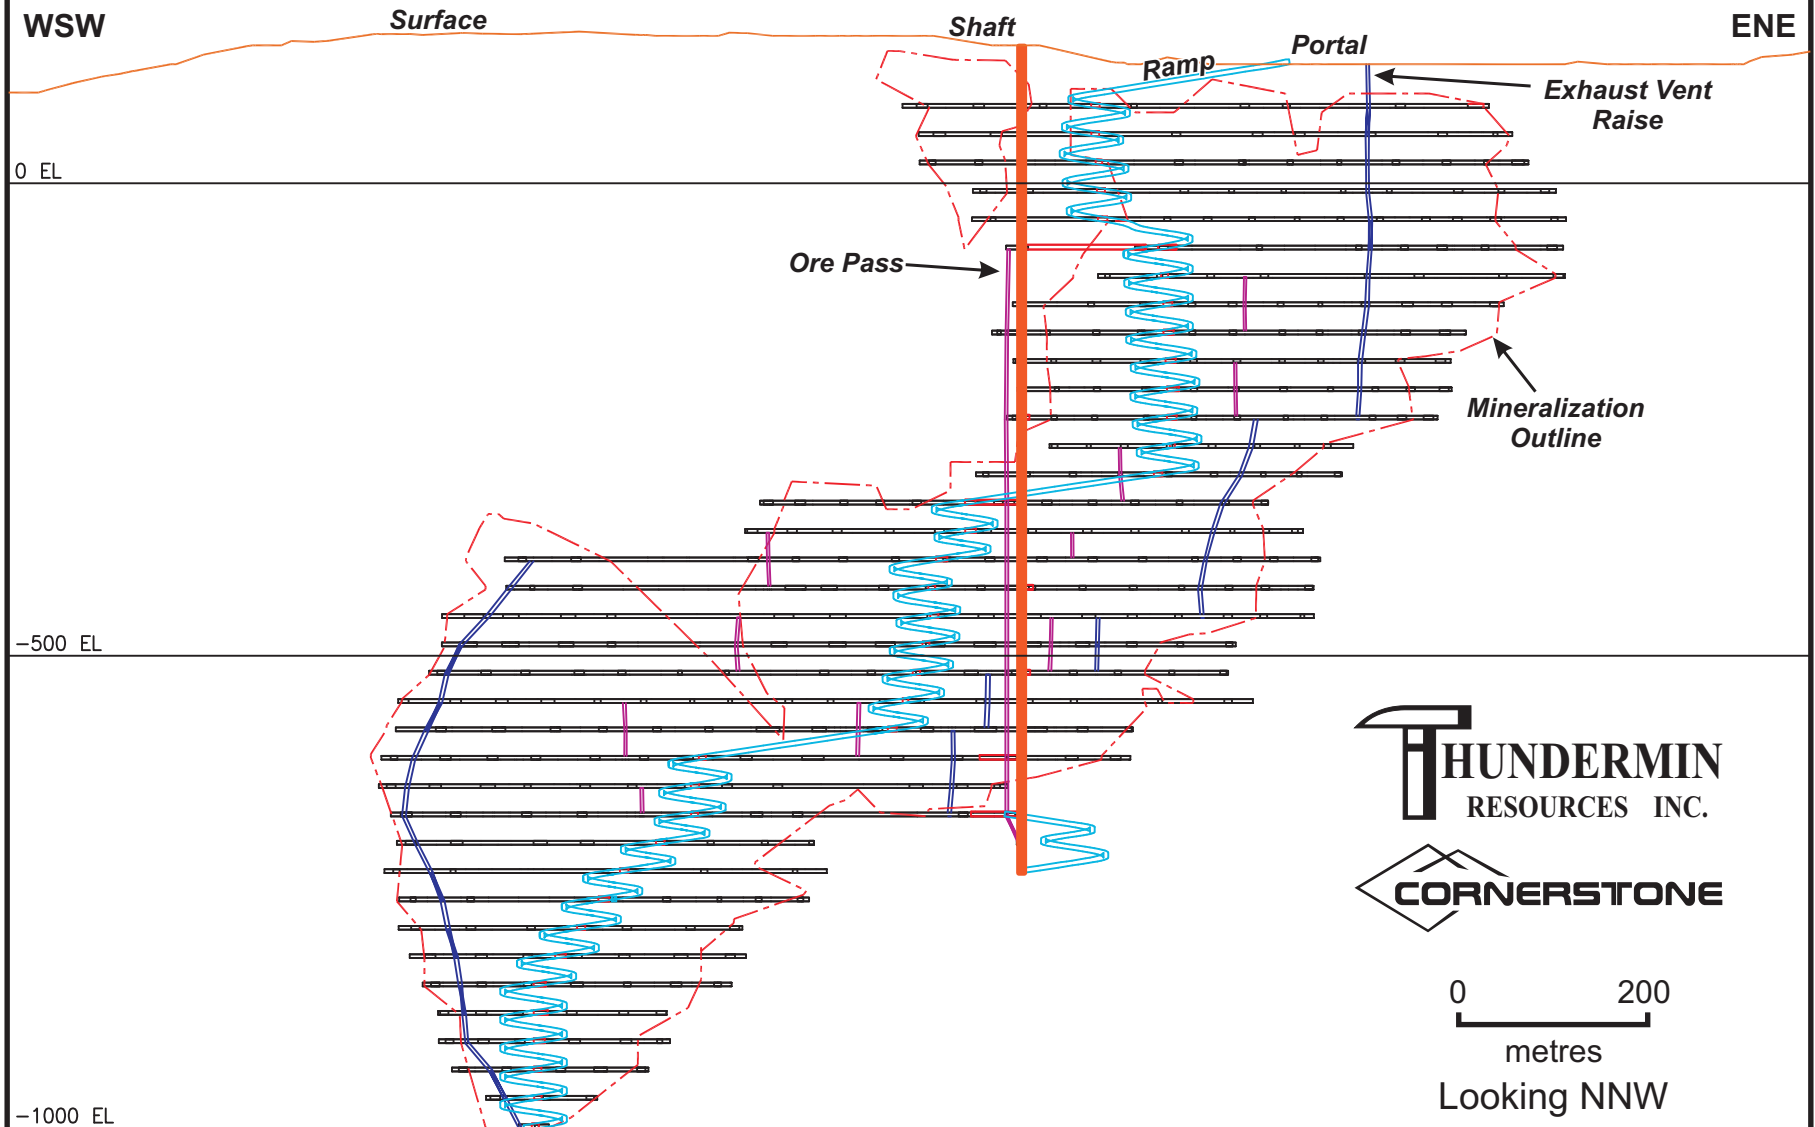 WSW
Surface
Shaft
Portal
ENE
Ramp
Exhaust Vent
Raise
0 EL
Ore Pass
Mineralization
Outline
−500 EL
THUNDERMIN
RESOURCES INC.
CORNERSTONE
0 200
metres
Looking NNW
−1000 EL